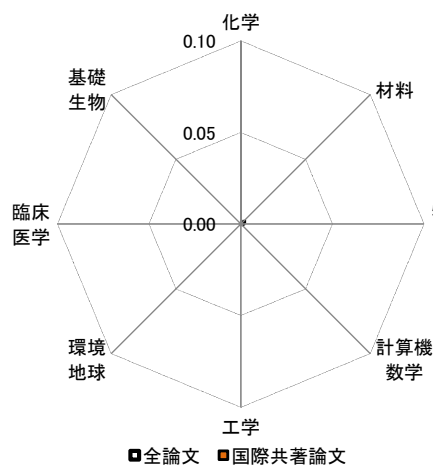 化学
0.10
基礎
生物
材料
0.05
臨床
医学
0.00
環境
地球
計算機
数学
工学
全論文 国際共著論文